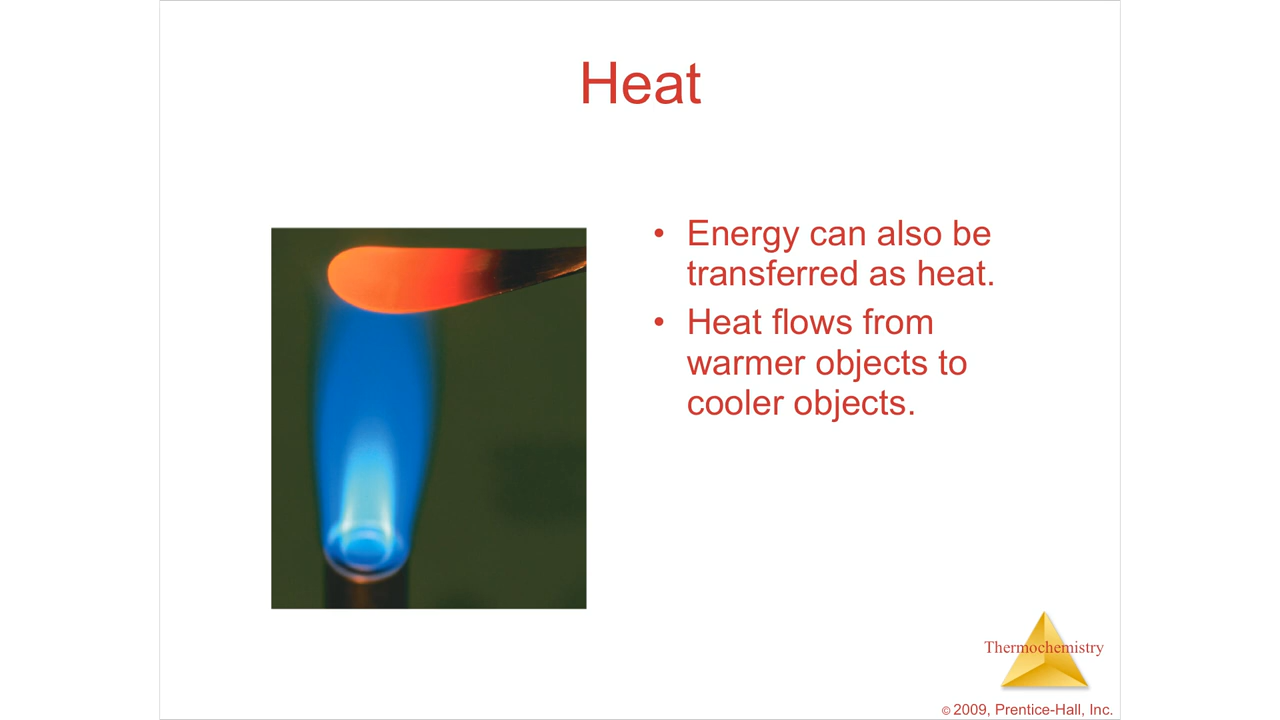 Heat
• Energy can also be
transferred as heat.
• Heat flows from
warmer objects to
cooler objects.
Thermochemistry
© 2009, Prentice-Hall, Inc.